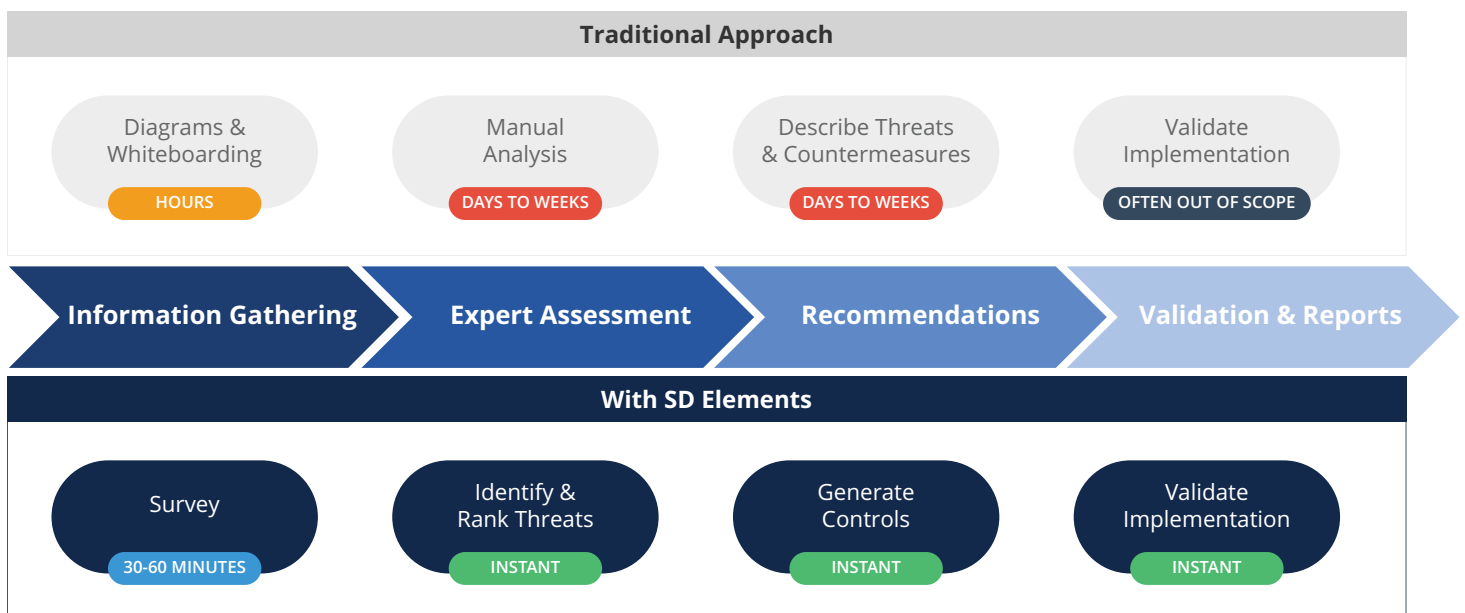 Traditional Approach
Diagrams &
Whiteboarding
HOURS
Manual
Analysis
DAYS TO WEEKS
Describe Threats
& Countermeasures
DAYS TO WEEKS
Validate
Implementation
OFTEN OUT OF SCOPE
Information Gathering
Expert Assessment
Recommendations
Validation & Reports
With SD Elements
Survey
30-60 MINUTES
Identify &
Rank Threats
INSTANT
Generate
Controls
INSTANT
Validate
Implementation
INSTANT